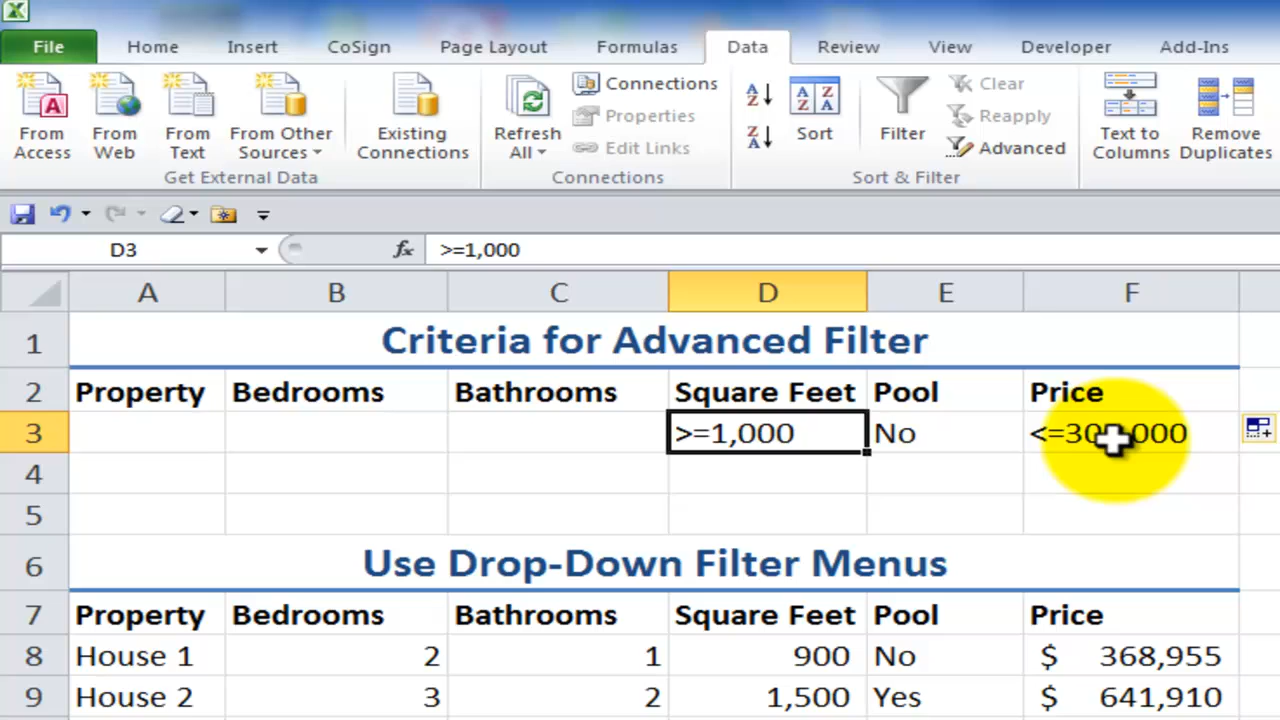 File Home Insert CoSign Page Layout Formulas Data Review View Developer Add-Ins
From Access
From Web
From Text
From Other Sources
Existing Connections
Get External Data
Refresh All
Connections
Properties
Edit Links
Connections
A Z
Z A
A Z Z A
Sort
Filter
Clear
Reapply
Advanced
Sort & Filter
Text to Columns
Remove Duplicates
D3 fx >=1,000
A B C D E F
1 Criteria for Advanced Filter
2 Property Bedrooms Bathrooms Square Feet Pool Price
3 >=1,000 No
4
5
6 Use Drop-Down Filter Menus
7 Property Bedrooms Bathrooms Square Feet Pool Price
8 House 1 2 1 900 No $ 368,955
9 House 2 3 2 1,500 Yes $ 641,910